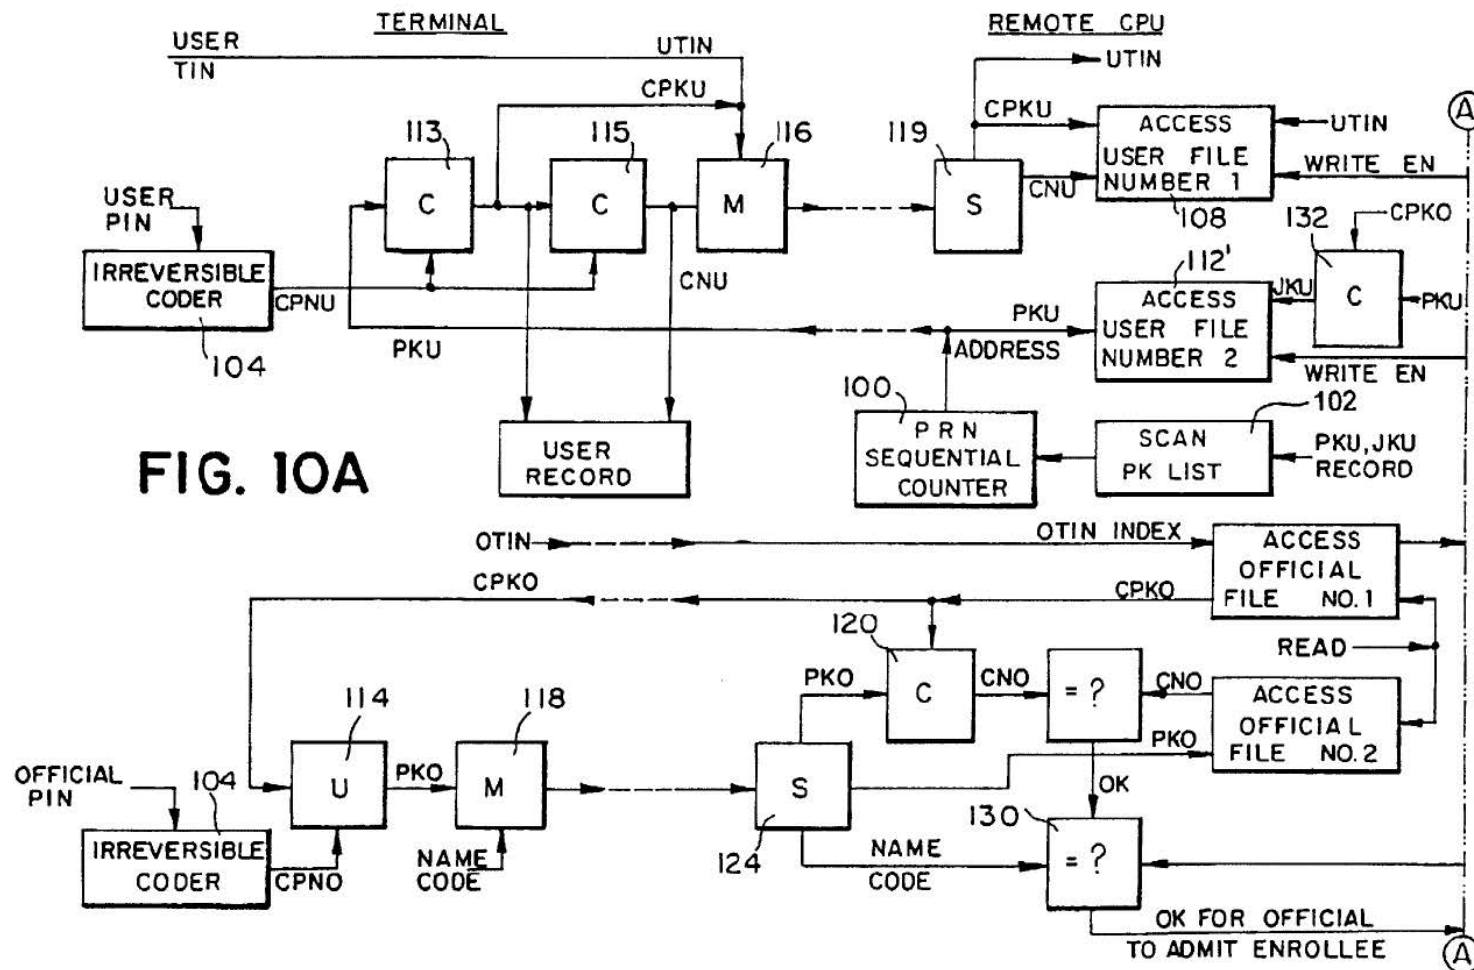 TERMINAL
REMOTE CPU
USER
TIN
UTIN
UTIN
CPKU
CPKU
113
115
116
119
ACCESS
USER FILE
NUMBER 1
UTIN
WRITE EN
A
C
C
M
S
CNU
108
132
CPKO
USER
PIN
IRREVERSIBLE
CODER
CPNU
CNU
112'
ACCESS
USER FILE
NUMBER 2
JKU
C
PKU
104
PKU
PKU
ADDRESS
WRITE EN
100
102
FIG. 10A
USER
RECORD
PRN
SEQUENTIAL
COUNTER
SCAN
PK LIST
PKU, JKU
RECORD
OTIN
OTIN INDEX
ACCESS
OFFICIAL
FILE NO.1
CPKO
CPKO
120
READ
PKO
C
CNO
= ?
CNO
ACCESS
OFFICIAL
FILE NO.2
114
118
PKO
OFFICIAL
PIN
104
U
PKO
M
S
OK
130
IRREVERSIBLE
CODER
CPNO
NAME
CODE
124
NAME
CODE
= ?
OK FOR OFFICIAL
TO ADMIT ENROLLEE
A